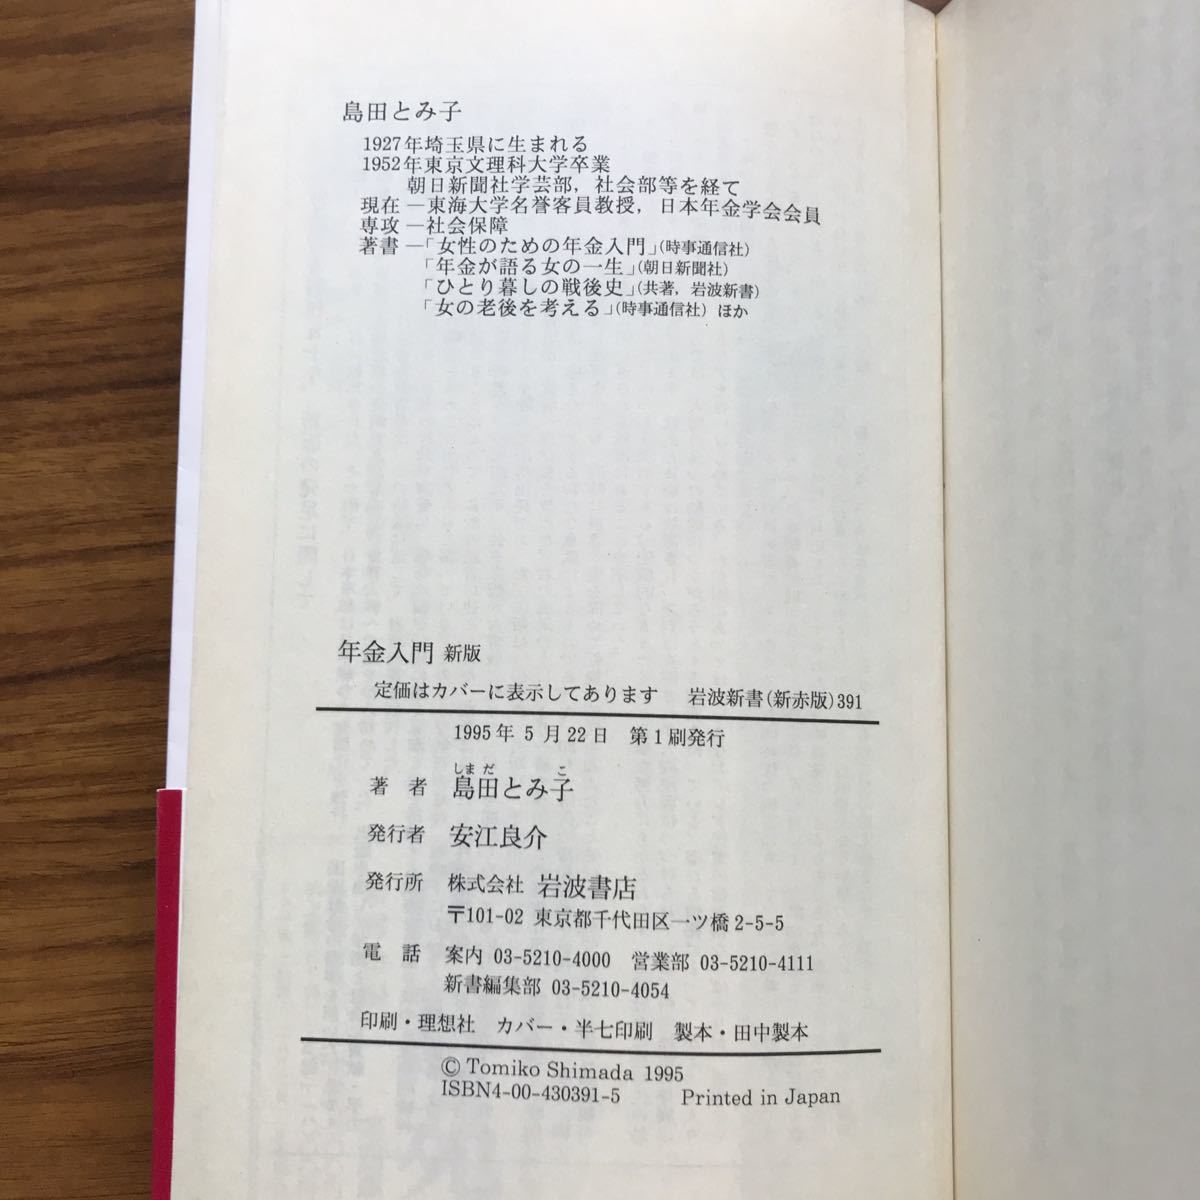 島田とみ子
1927年埼玉県に生まれる
1952年東京文理科大学卒業
朝日新聞社学芸部，社会部等を経て
現在―東海大学名誉客員教授，日本年金学会会員
専攻―社会保障
著書―「女性のための年金入門」(時事通信社)
「年金が語る女の一生」(朝日新聞社)
「ひとり暮しの戦後史」(共著，岩波新書)
「女の老後を考える」(時事通信社) ほか
年金入門 新版
定価はカバーに表示してあります 岩波新書(新赤版)391
1995年5月22日 第1刷発行
しまだ こ
著者 島田とみ子
発行者 安江良介
発行所 株式会社 岩波書店
〒101-02 東京都千代田区一ツ橋2-5-5
電話 案内 03-5210-4000 営業部 03-5210-4111
新書編集部 03-5210-4054
印刷・理想社 カバー・半七印刷 製本・田中製本
© Tomiko Shimada 1995
ISBN4-00-430391-5 Printed in Japan